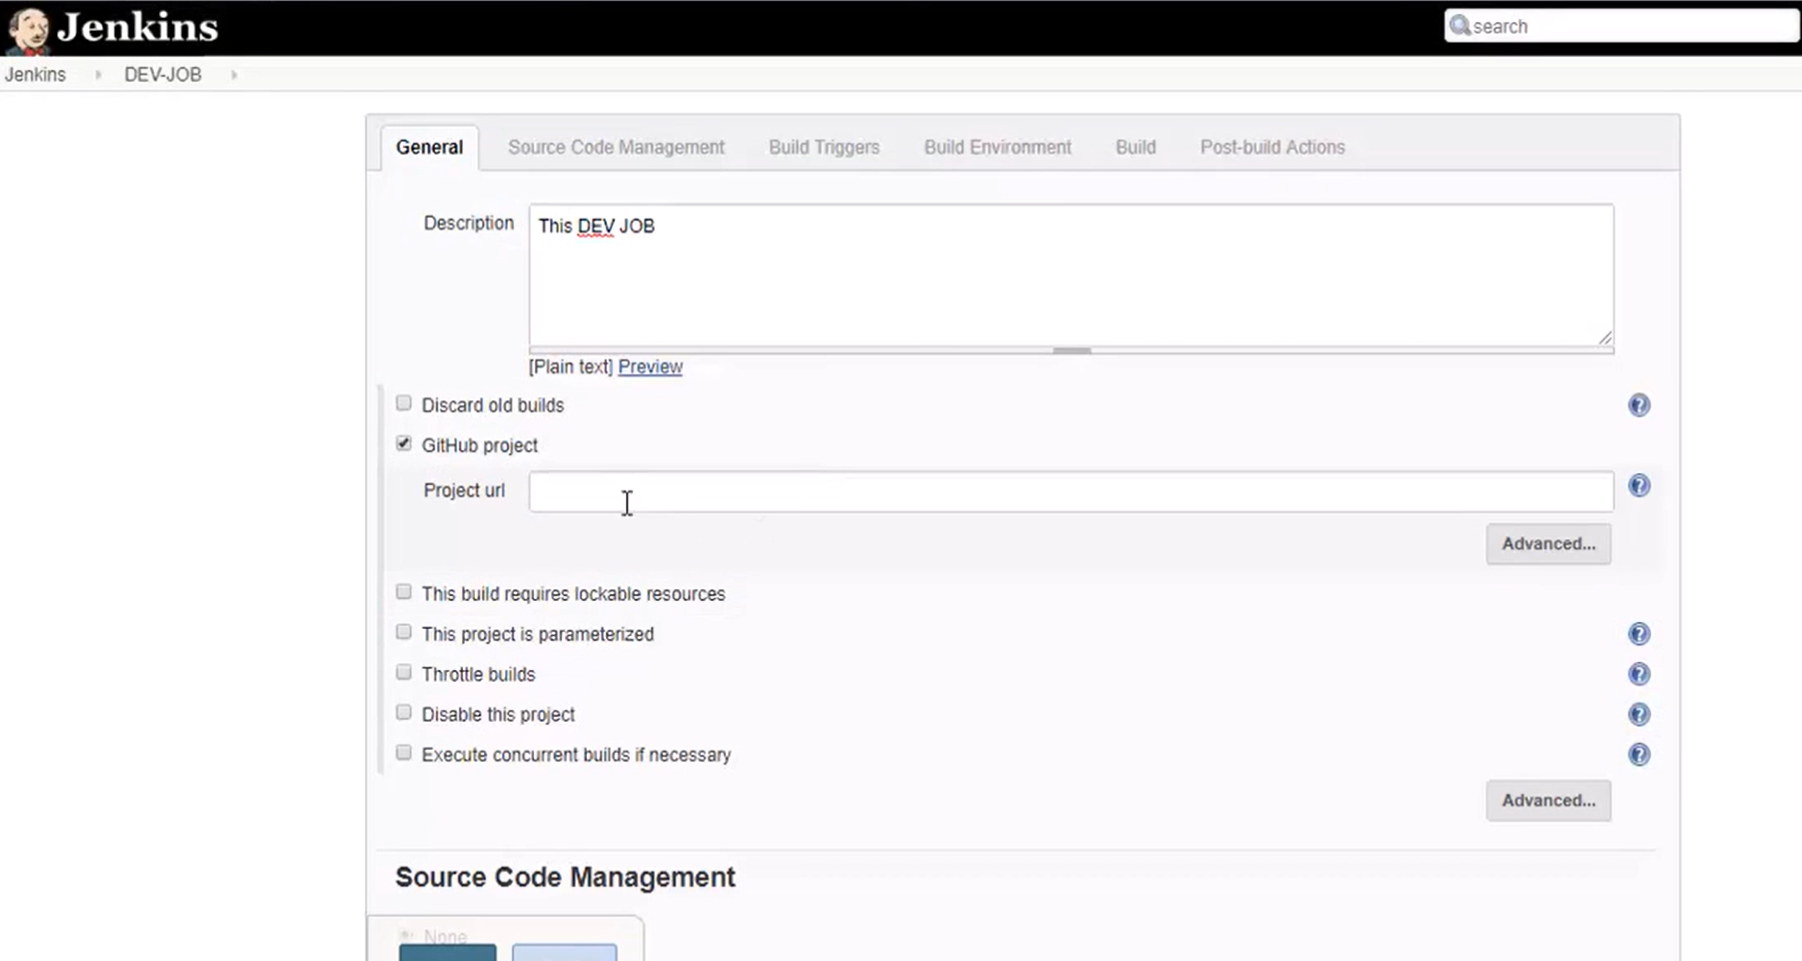 Jenkins
search
Jenkins DEV-JOB
General Source Code Management Build Triggers Build Environment Build Post-build Actions
Description This DEV JOB
[Plain text] Preview
Discard old builds
GitHub project
Project url
Advanced...
This build requires lockable resources
This project is parameterized
Throttle builds
Disable this project
Execute concurrent builds if necessary
Advanced...
Source Code Management
None